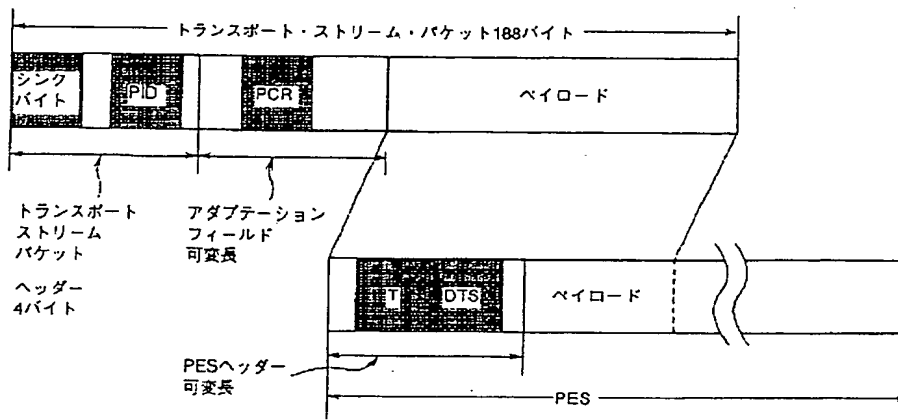 トランスポート・ストリーム・パケット188バイト
シンク
バイト
PID
PCR
ペイロード
トランスポート
ストリーム
パケット
ヘッダー
4バイト
アダプテーション
フィールド
可変長
T
DTS
ペイロード
PESヘッダー
可変長
PES